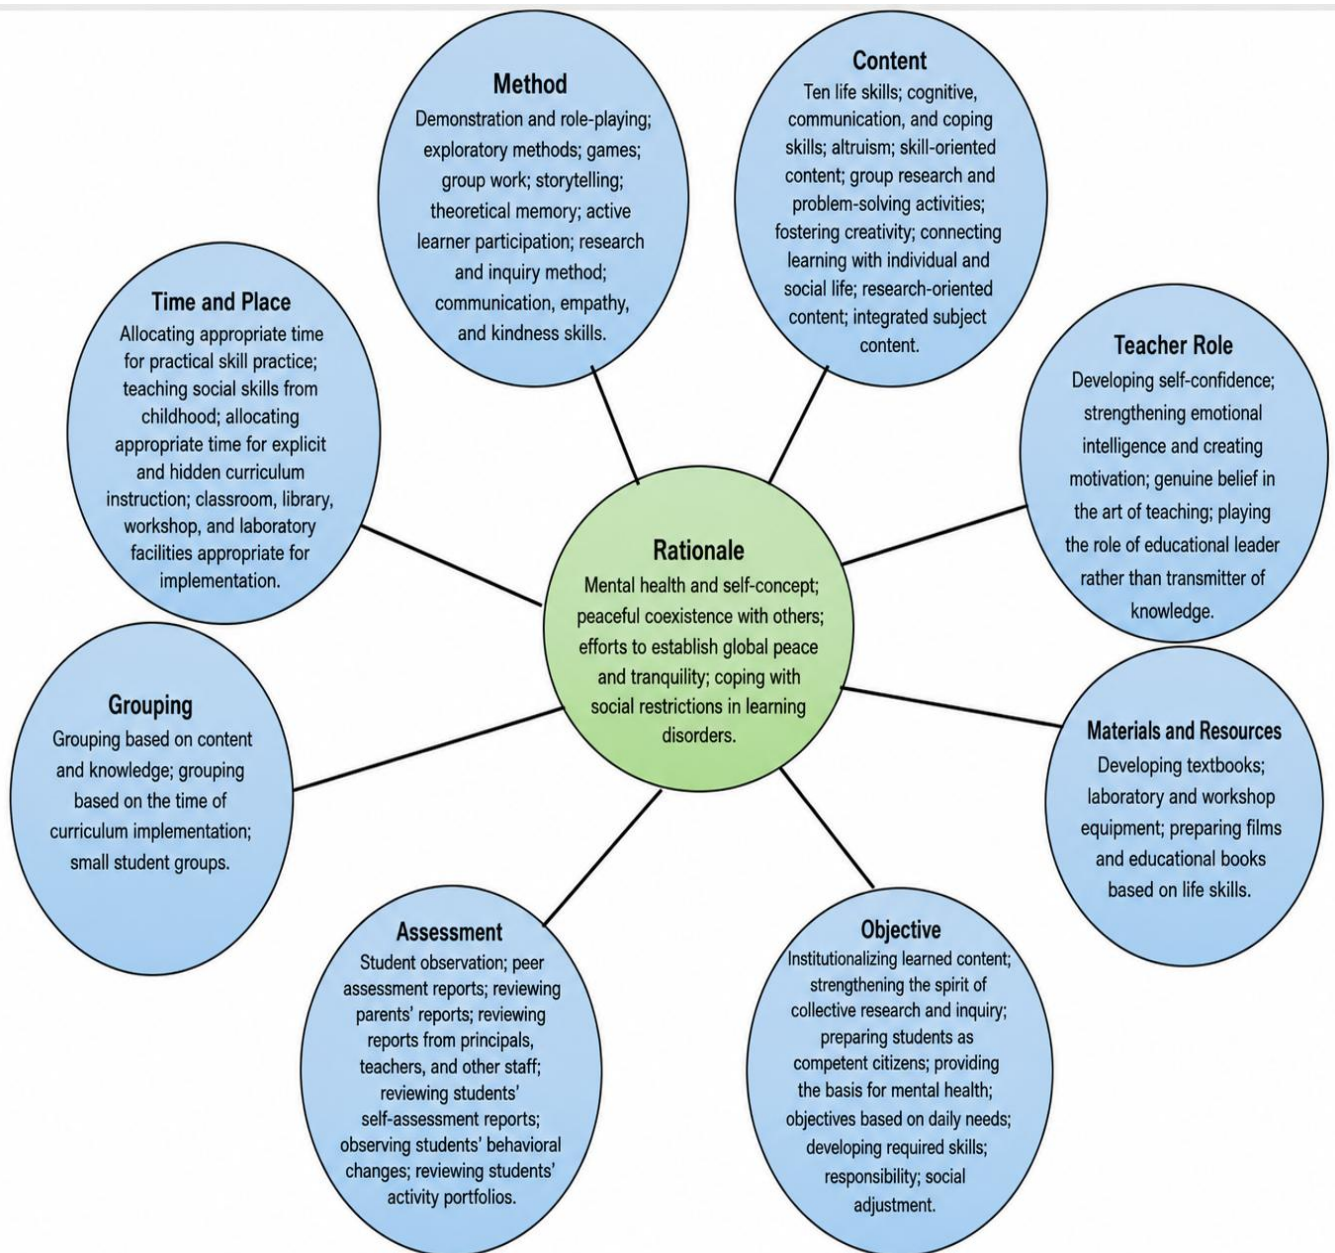 Method
Demonstration and role-playing;
exploratory methods; games;
group work; storytelling;
theoretical memory; active
learner participation; research
and inquiry method;
communication, empathy,
and kindness skills.
Content
Ten life skills; cognitive,
communication, and coping
skills; altruism; skill-oriented
content; group research and
problem-solving activities;
fostering creativity; connecting
learning with individual and
social life; research-oriented
content; integrated subject
content.
Time and Place
Allocating appropriate time
for practical skill practice;
teaching social skills from
childhood; allocating
appropriate time for explicit
and hidden curriculum
instruction; classroom, library,
workshop, and laboratory
facilities appropriate for
implementation.
Teacher Role
Developing self-confidence;
strengthening emotional
intelligence and creating
motivation; genuine belief in
the art of teaching; playing
the role of educational leader
rather than transmitter of
knowledge.
Rationale
Mental health and self-concept;
peaceful coexistence with others;
efforts to establish global peace
and tranquility; coping with
social restrictions in learning
disorders.
Grouping
Grouping based on content
and knowledge; grouping
based on the time of
curriculum implementation;
small student groups.
Materials and Resources
Developing textbooks;
laboratory and workshop
equipment; preparing films
and educational books
based on life skills.
Assessment
Student observation; peer
assessment reports; reviewing
parents' reports; reviewing
reports from principals,
teachers, and other staff;
reviewing students'
self-assessment reports;
observing students' behavioral
changes; reviewing students'
activity portfolios.
Objective
Institutionalizing learned content;
strengthening the spirit of
collective research and inquiry;
preparing students as
competent citizens; providing
the basis for mental health;
objectives based on daily needs;
developing required skills;
responsibility; social
adjustment.